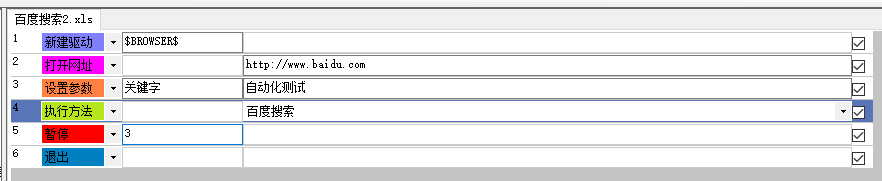 百度搜索2.xls
1 新建驱动 $BROWSER$
2 打开网址 http://www.baidu.com
3 设置参数 关键字 自动化测试
4 执行方法 百度搜索
5 暂停 3
6 退出